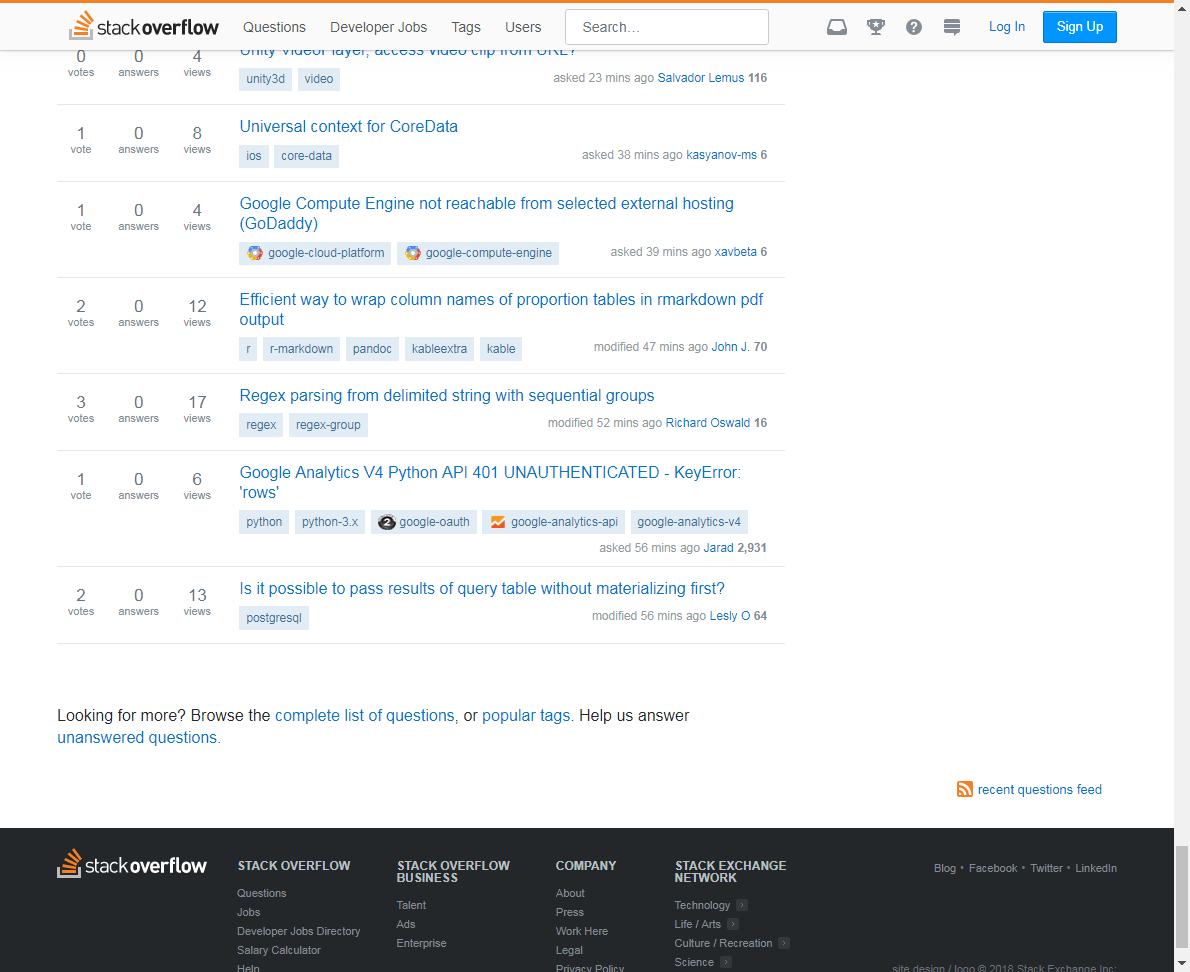 stackoverflow Questions Developer Jobs Tags Users Search… Log In Sign Up
Unity VideoPlayer, access video clip from URL?
0 votes 0 answers 4 views
unity3d video asked 23 mins ago Salvador Lemus 116
Universal context for CoreData
1 vote 0 answers 8 views
ios core-data asked 38 mins ago kasyanov-ms 6
Google Compute Engine not reachable from selected external hosting
(GoDaddy)
1 vote 0 answers 4 views
google-cloud-platform google-compute-engine asked 39 mins ago xavbeta 6
Efficient way to wrap column names of proportion tables in rmarkdown pdf
output
2 votes 0 answers 12 views
r r-markdown pandoc kableextra kable modified 47 mins ago John J. 70
Regex parsing from delimited string with sequential groups
3 votes 0 answers 17 views
regex regex-group modified 52 mins ago Richard Oswald 16
Google Analytics V4 Python API 401 UNAUTHENTICATED - KeyError:
'rows'
1 vote 0 answers 6 views
python python-3.x google-oauth google-analytics-api google-analytics-v4
asked 56 mins ago Jarad 2,931
Is it possible to pass results of query table without materializing first?
2 votes 0 answers 13 views
postgresql modified 56 mins ago Lesly O 64
Looking for more? Browse the complete list of questions, or popular tags. Help us answer
unanswered questions.
recent questions feed
stackoverflow
STACK OVERFLOW
Questions
Jobs
Developer Jobs Directory
Salary Calculator
Help
STACK OVERFLOW
BUSINESS
Talent
Ads
Enterprise
COMPANY
About
Press
Work Here
Legal
Privacy Policy
STACK EXCHANGE
NETWORK
Technology
Life / Arts
Culture / Recreation
Science
Blog • Facebook • Twitter • LinkedIn
site design / logo © 2018 Stack Exchange Inc;